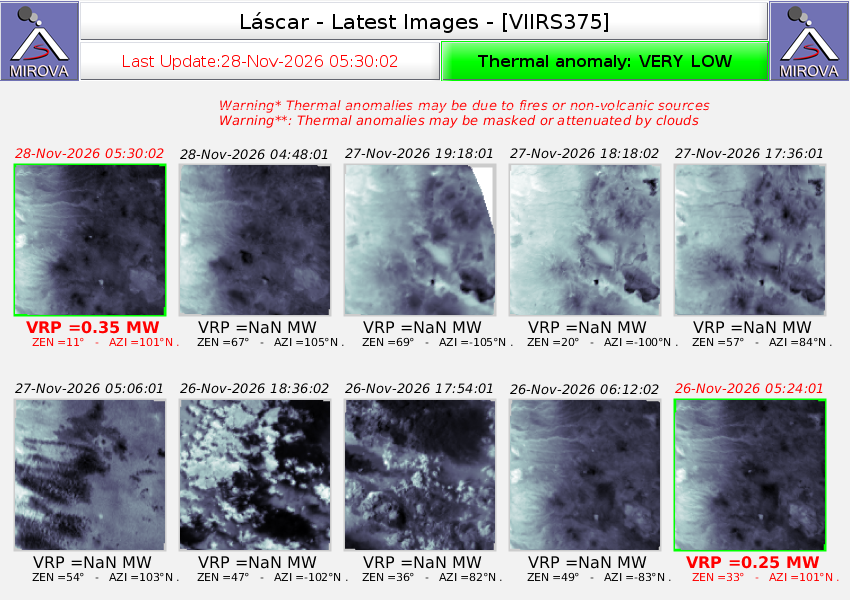 Láscar - Latest Images - [VIIRS375]
MIROVA
Last Update:28-Nov-2026 05:30:02
Thermal anomaly: VERY LOW
MIROVA
Warning* Thermal anomalies may be due to fires or non-volcanic sources
Warning**: Thermal anomalies may be masked or attenuated by clouds
28-Nov-2026 05:30:02 28-Nov-2026 04:48:01 27-Nov-2026 19:18:01 27-Nov-2026 18:18:02 27-Nov-2026 17:36:01
VRP =0.35 MW VRP =NaN MW VRP =NaN MW VRP =NaN MW VRP =NaN MW
ZEN =11° - AZI =101°N . ZEN =67° - AZI =105°N . ZEN =69° - AZI =-105°N . ZEN =20° - AZI =-100°N . ZEN =57° - AZI =84°N .
27-Nov-2026 05:06:01 26-Nov-2026 18:36:02 26-Nov-2026 17:54:01 26-Nov-2026 06:12:02 26-Nov-2026 05:24:01
VRP =NaN MW VRP =NaN MW VRP =NaN MW VRP =NaN MW VRP =0.25 MW
ZEN =54° - AZI =103°N . ZEN =47° - AZI =-102°N . ZEN =36° - AZI =82°N . ZEN =49° - AZI =-83°N . ZEN =33° - AZI =101°N .